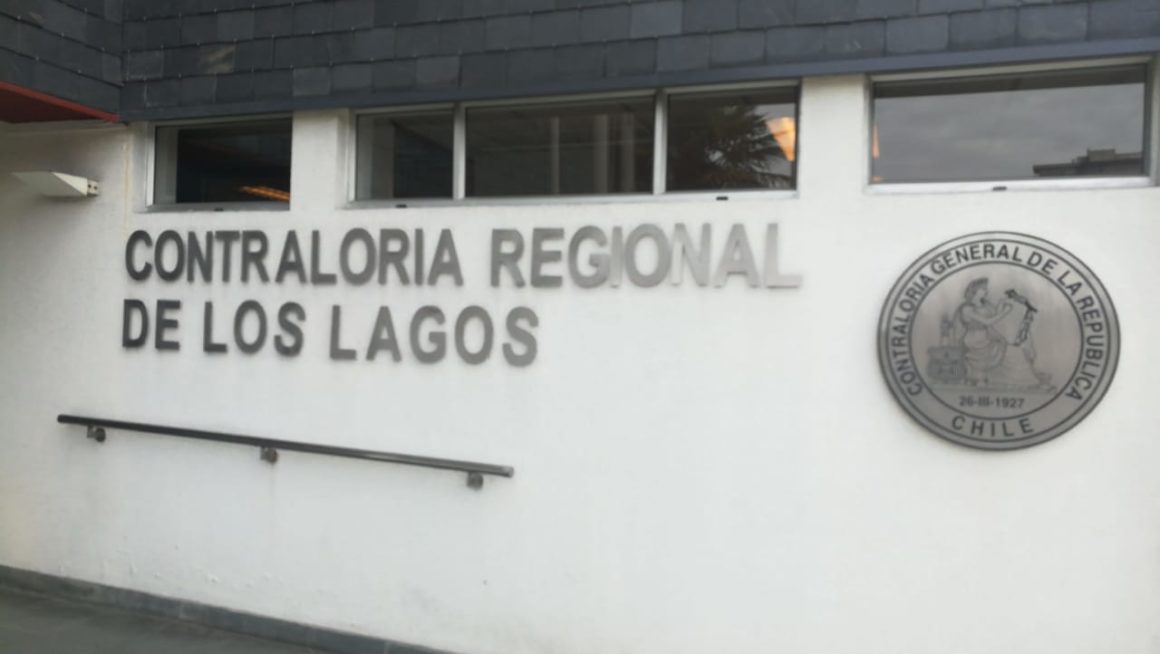 CONTRALORIA REGIONAL
DE LOS LAGOS
CONTRALORIA GENERAL DE LA REPUBLICA
26-III-1927
CHILE